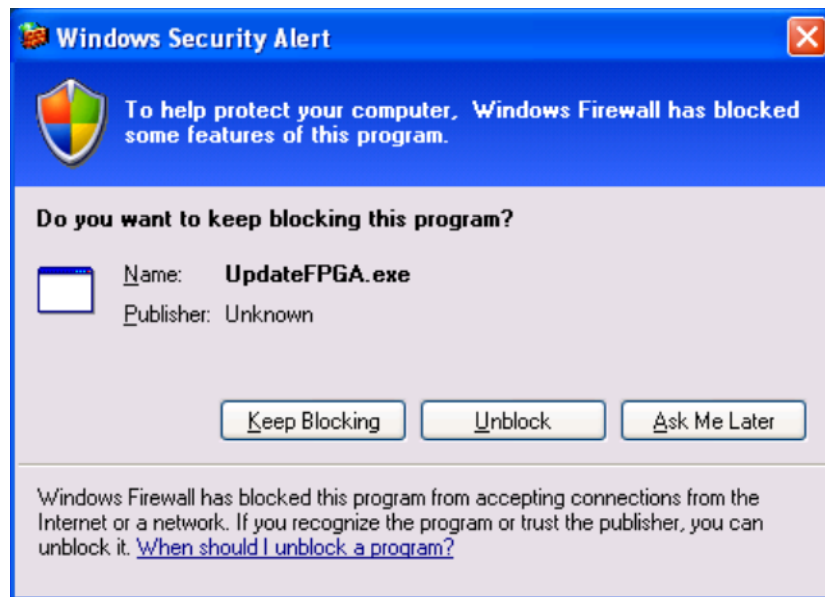 Windows Security Alert
To help protect your computer, Windows Firewall has blocked
some features of this program.
Do you want to keep blocking this program?
Name: UpdateFPGA.exe
Publisher: Unknown
Keep Blocking Unblock Ask Me Later
Windows Firewall has blocked this program from accepting connections from the
Internet or a network. If you recognize the program or trust the publisher, you can
unblock it. When should I unblock a program?